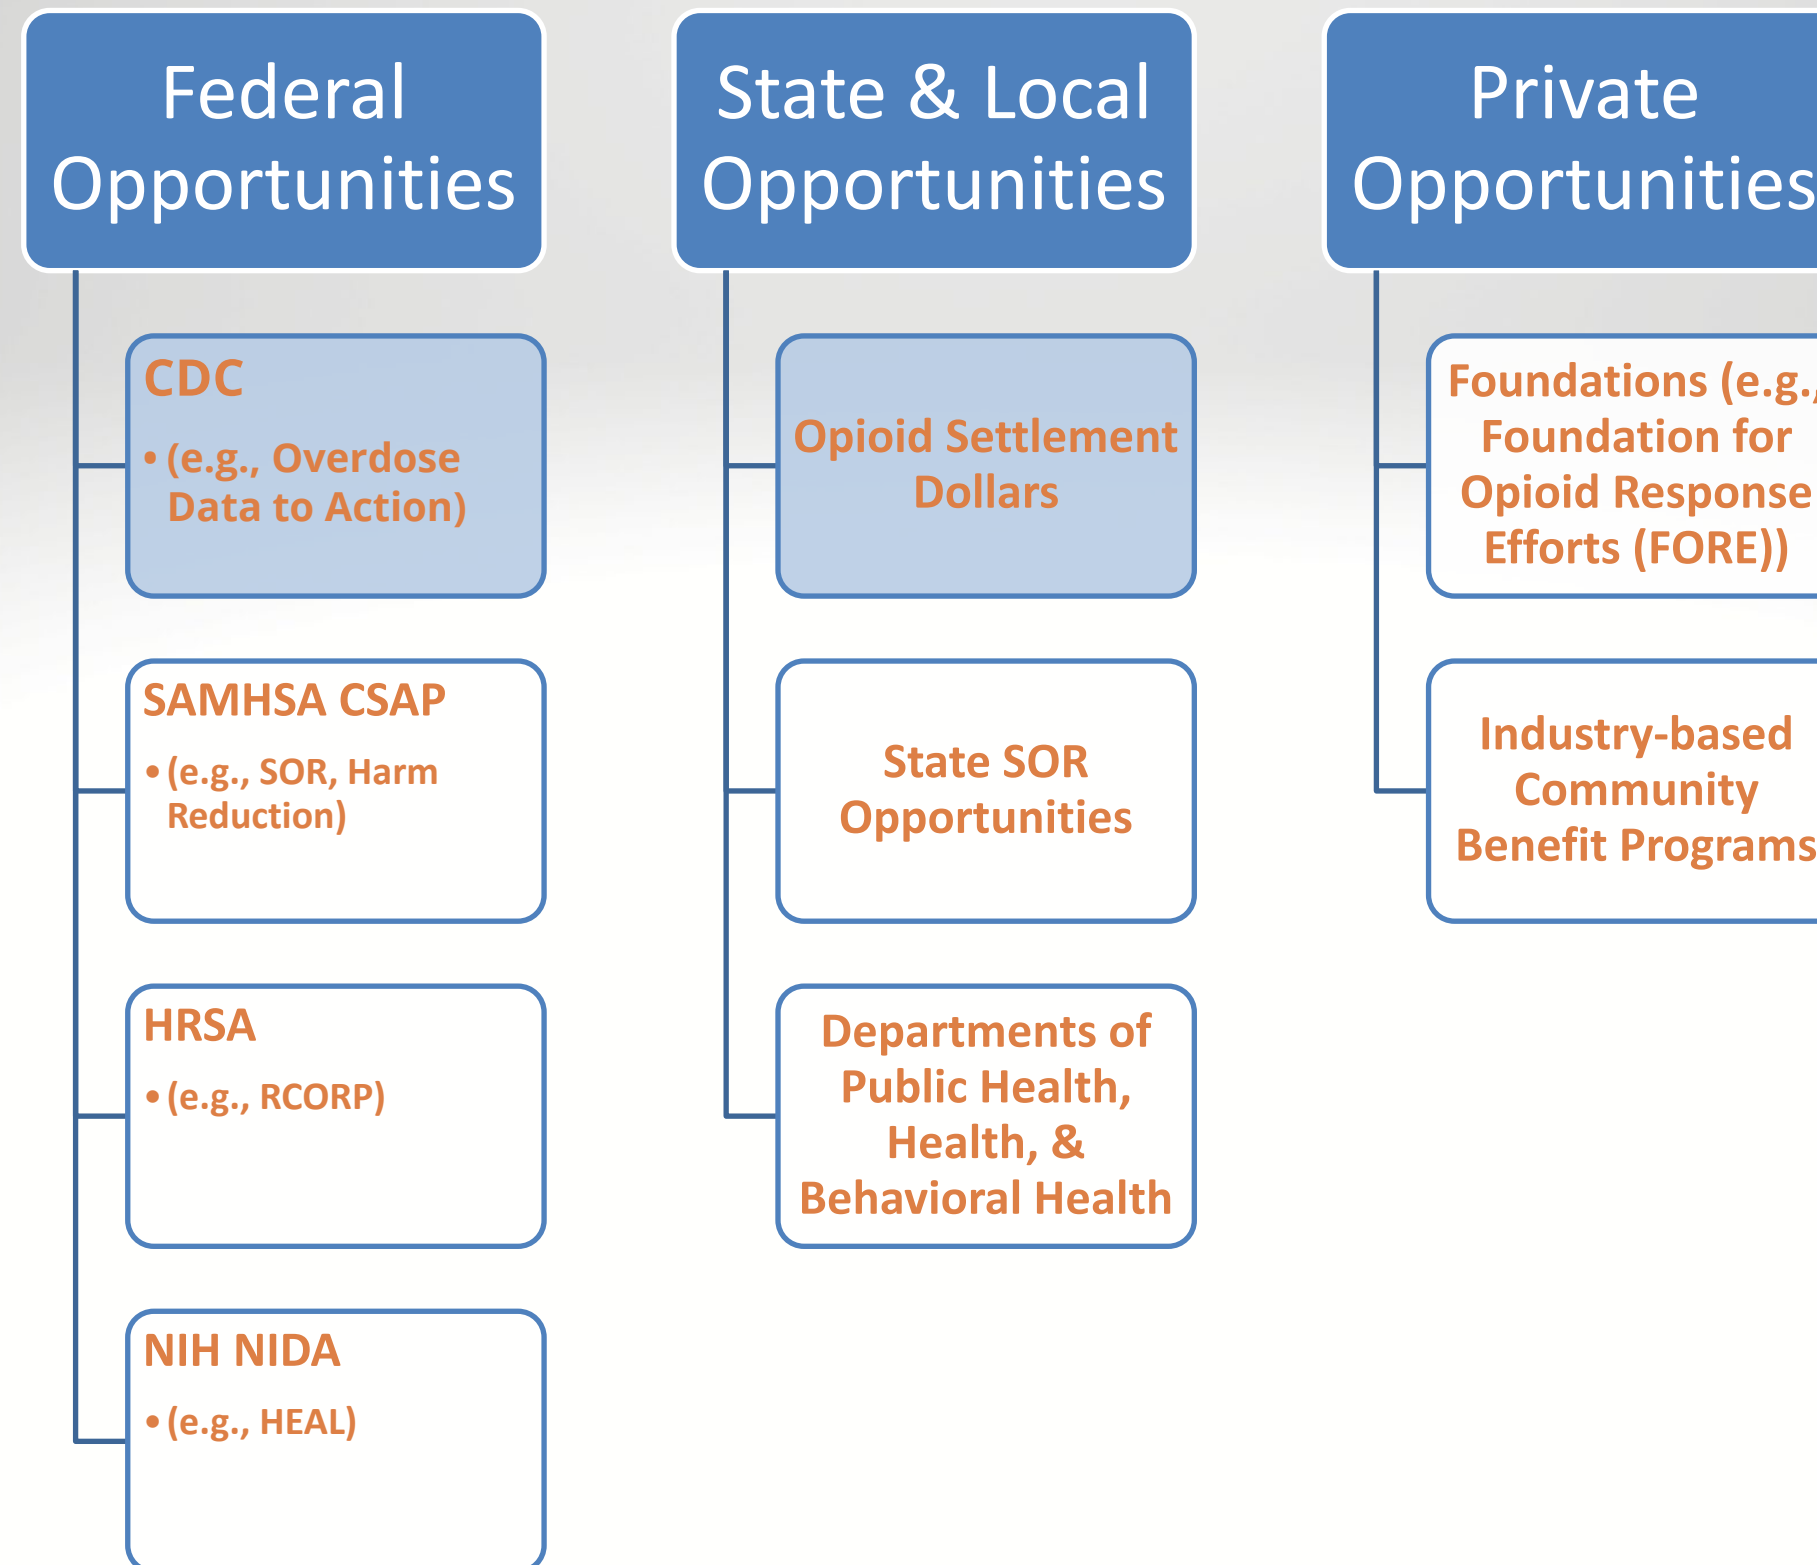 Federal
Opportunities
CDC
• (e.g., Overdose
Data to Action)
SAMHSA CSAP
• (e.g., SOR, Harm
Reduction)
HRSA
• (e.g., RCORP)
NIH NIDA
• (e.g., HEAL)
State & Local
Opportunities
Opioid Settlement
Dollars
State SOR
Opportunities
Departments of
Public Health,
Health, &
Behavioral Health
Private
Opportunities
Foundations (e.g.,
Foundation for
Opioid Response
Efforts (FORE))
Industry-based
Community
Benefit Programs